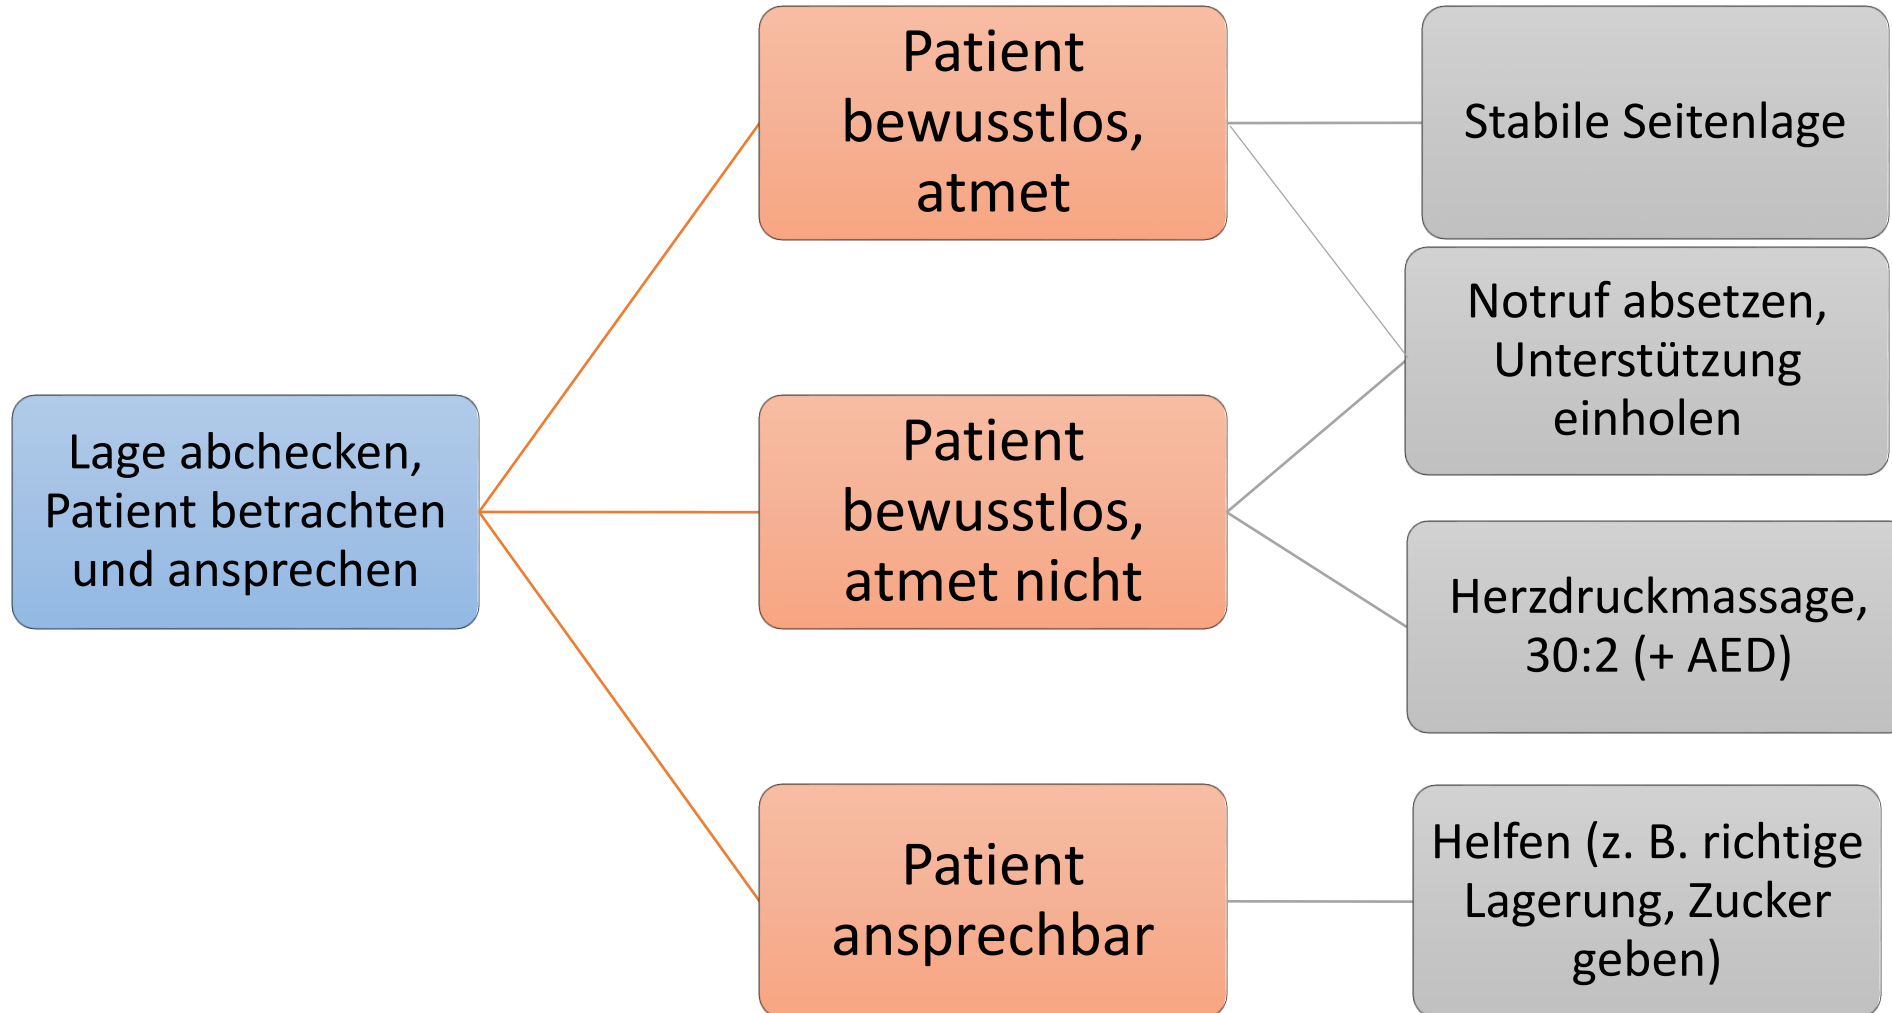 Lage abchecken,
Patient betrachten
und ansprechen
Patient
bewusstlos,
atmet
Patient
bewusstlos,
atmet nicht
Patient
ansprechbar
Stabile Seitenlage
Notruf absetzen,
Unterstützung
einholen
Herzdruckmassage,
30:2 (+ AED)
Helfen (z. B. richtige
Lagerung, Zucker
geben)